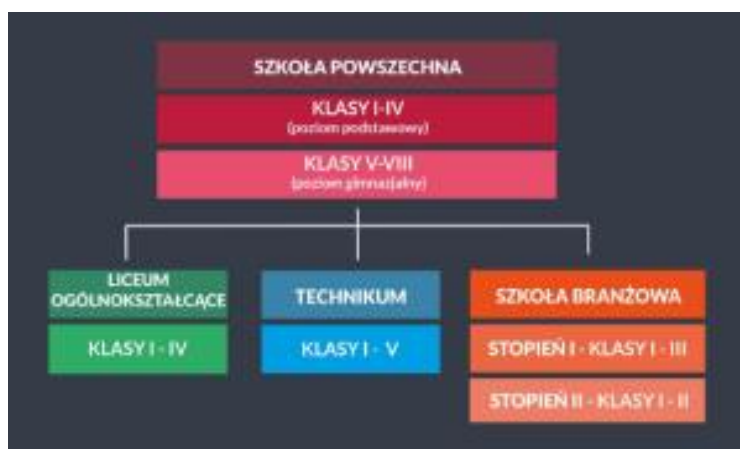 SZKOŁA POWSZECHNA
KLASY I-IV
(poziom podstawowy)
KLASY V-VIII
(poziom gimnazjalny)
LICEUM
OGÓLNOKSZTAŁCĄCE
KLASY I - IV
TECHNIKUM
KLASY I - V
SZKOŁA BRANŻOWA
STOPIEŃ I - KLASY I - III
STOPIEŃ II - KLASY I - II